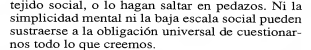 tejido social, o lo hagan saltar en pedazos. Ni la
simplicidad mental ni la baja escala social pueden
sustraerse a la obligación universal de cuestionar-
nos todo lo que creemos.